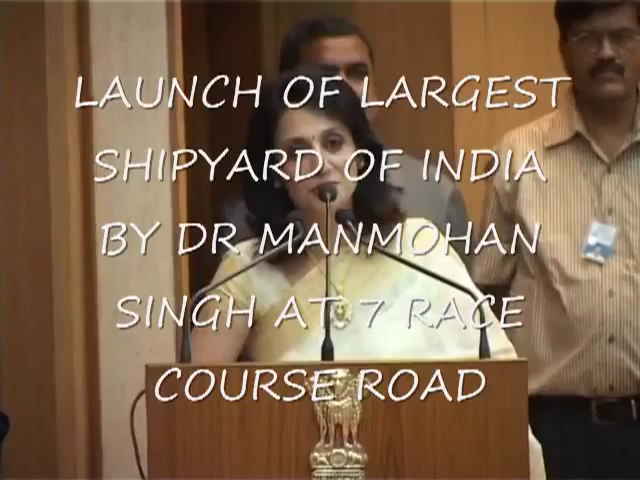 LAUNCH OF LARGEST
SHIPYARD OF INDIA
BY DR MANMOHAN
SINGH AT 7 RACE
COURSE ROAD